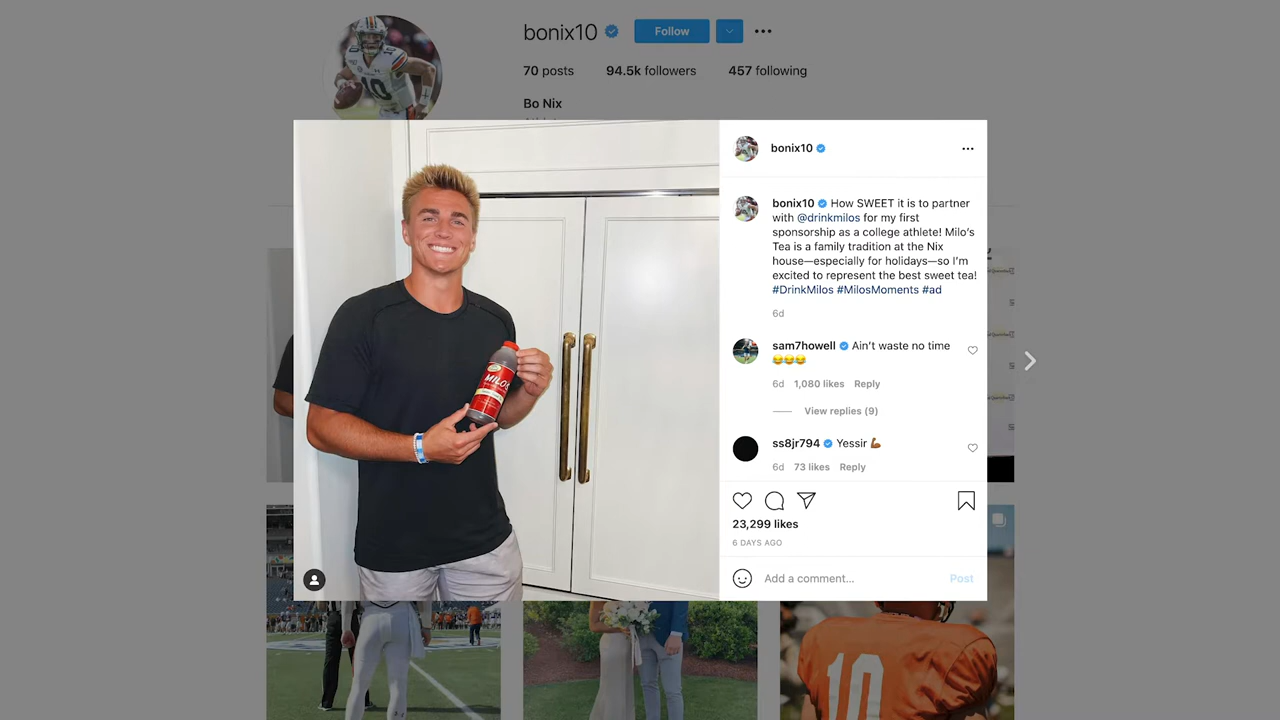 bonix10 Follow
70 posts 94.5k followers 457 following
Bo Nix
bonix10
bonix10 How SWEET it is to partner
with @drinkmilos for my first
sponsorship as a college athlete! Milo's
Tea is a family tradition at the Nix
house—especially for holidays—so I'm
excited to represent the best sweet tea!
#DrinkMilos #MilosMoments #ad
6d
sam7howell Ain't waste no time
😂😂😂
6d 1,080 likes Reply
View replies (9)
ss8jr794 Yessir 💪🏾
6d 73 likes Reply
23,299 likes
6 DAYS AGO
Add a comment... Post
MILO'S
10
10